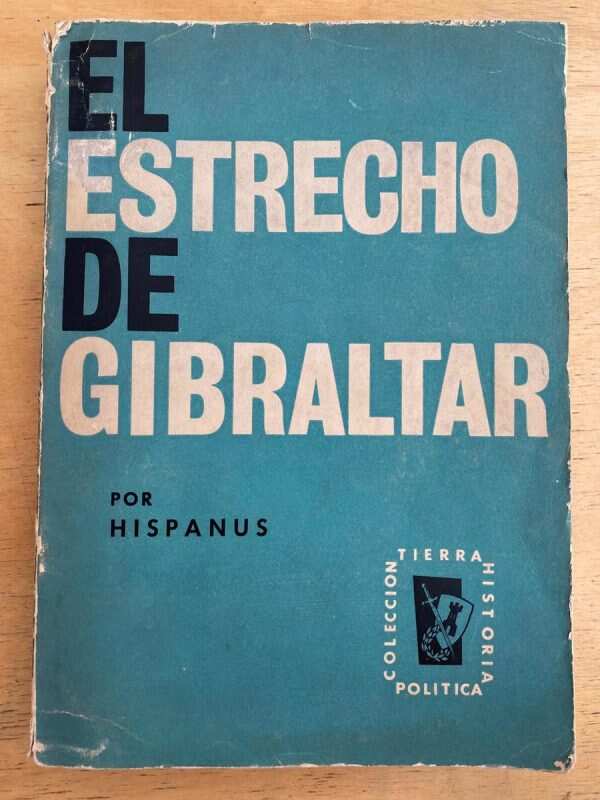 EL
ESTRECHO
DE
GIBRALTAR
POR
HISPANUS
COLECCION
TIERRA
HISTORIA
POLITICA